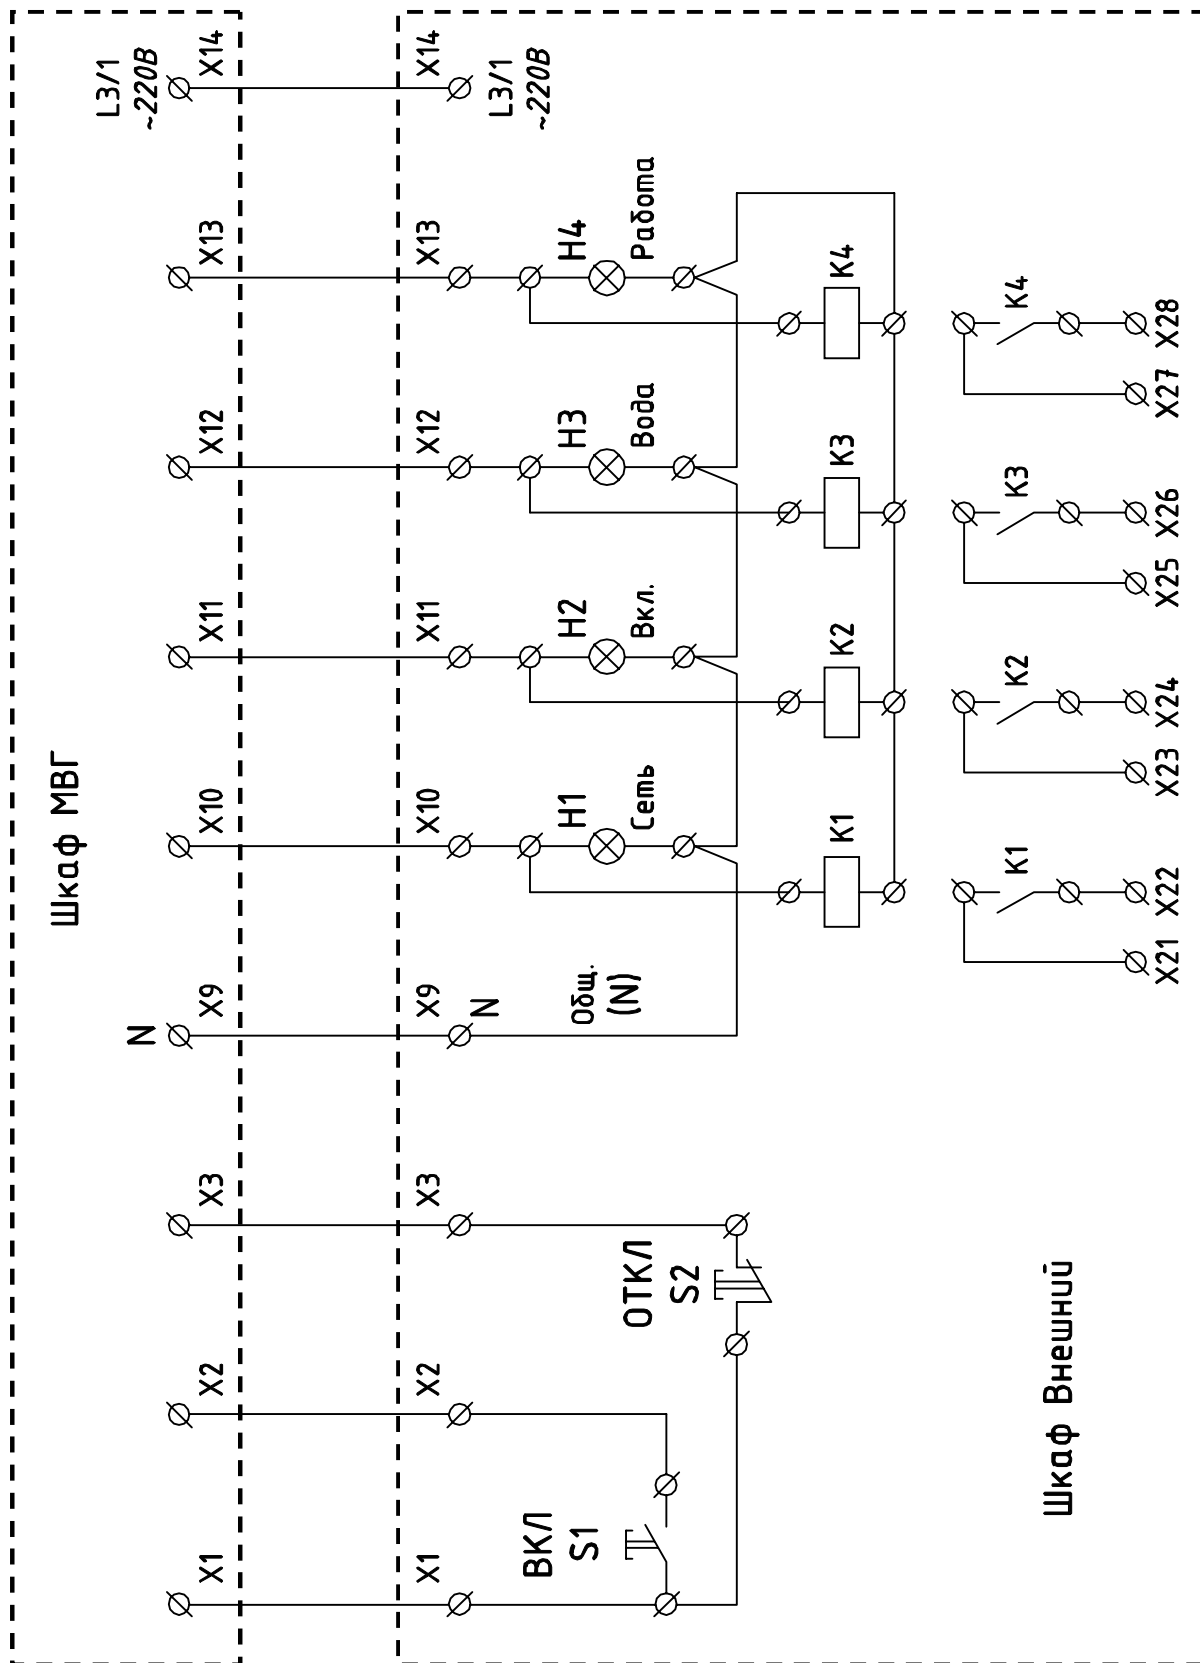 Шкаф МВГ
N
L3/1
~220В
X1
X2
X3
X9
X10
X11
X12
X13
X14
X1
X2
X3
X9
X10
X11
X12
X13
X14
N
L3/1
~220В
ВКЛ
S1
ОТКЛ
S2
Общ.
(N)
H1
Сеть
H2
Вкл.
H3
Вода
H4
Работа
K1
K2
K3
K4
K1
K2
K3
K4
X21
X22
X23
X24
X25
X26
X27
X28
Шкаф Внешний